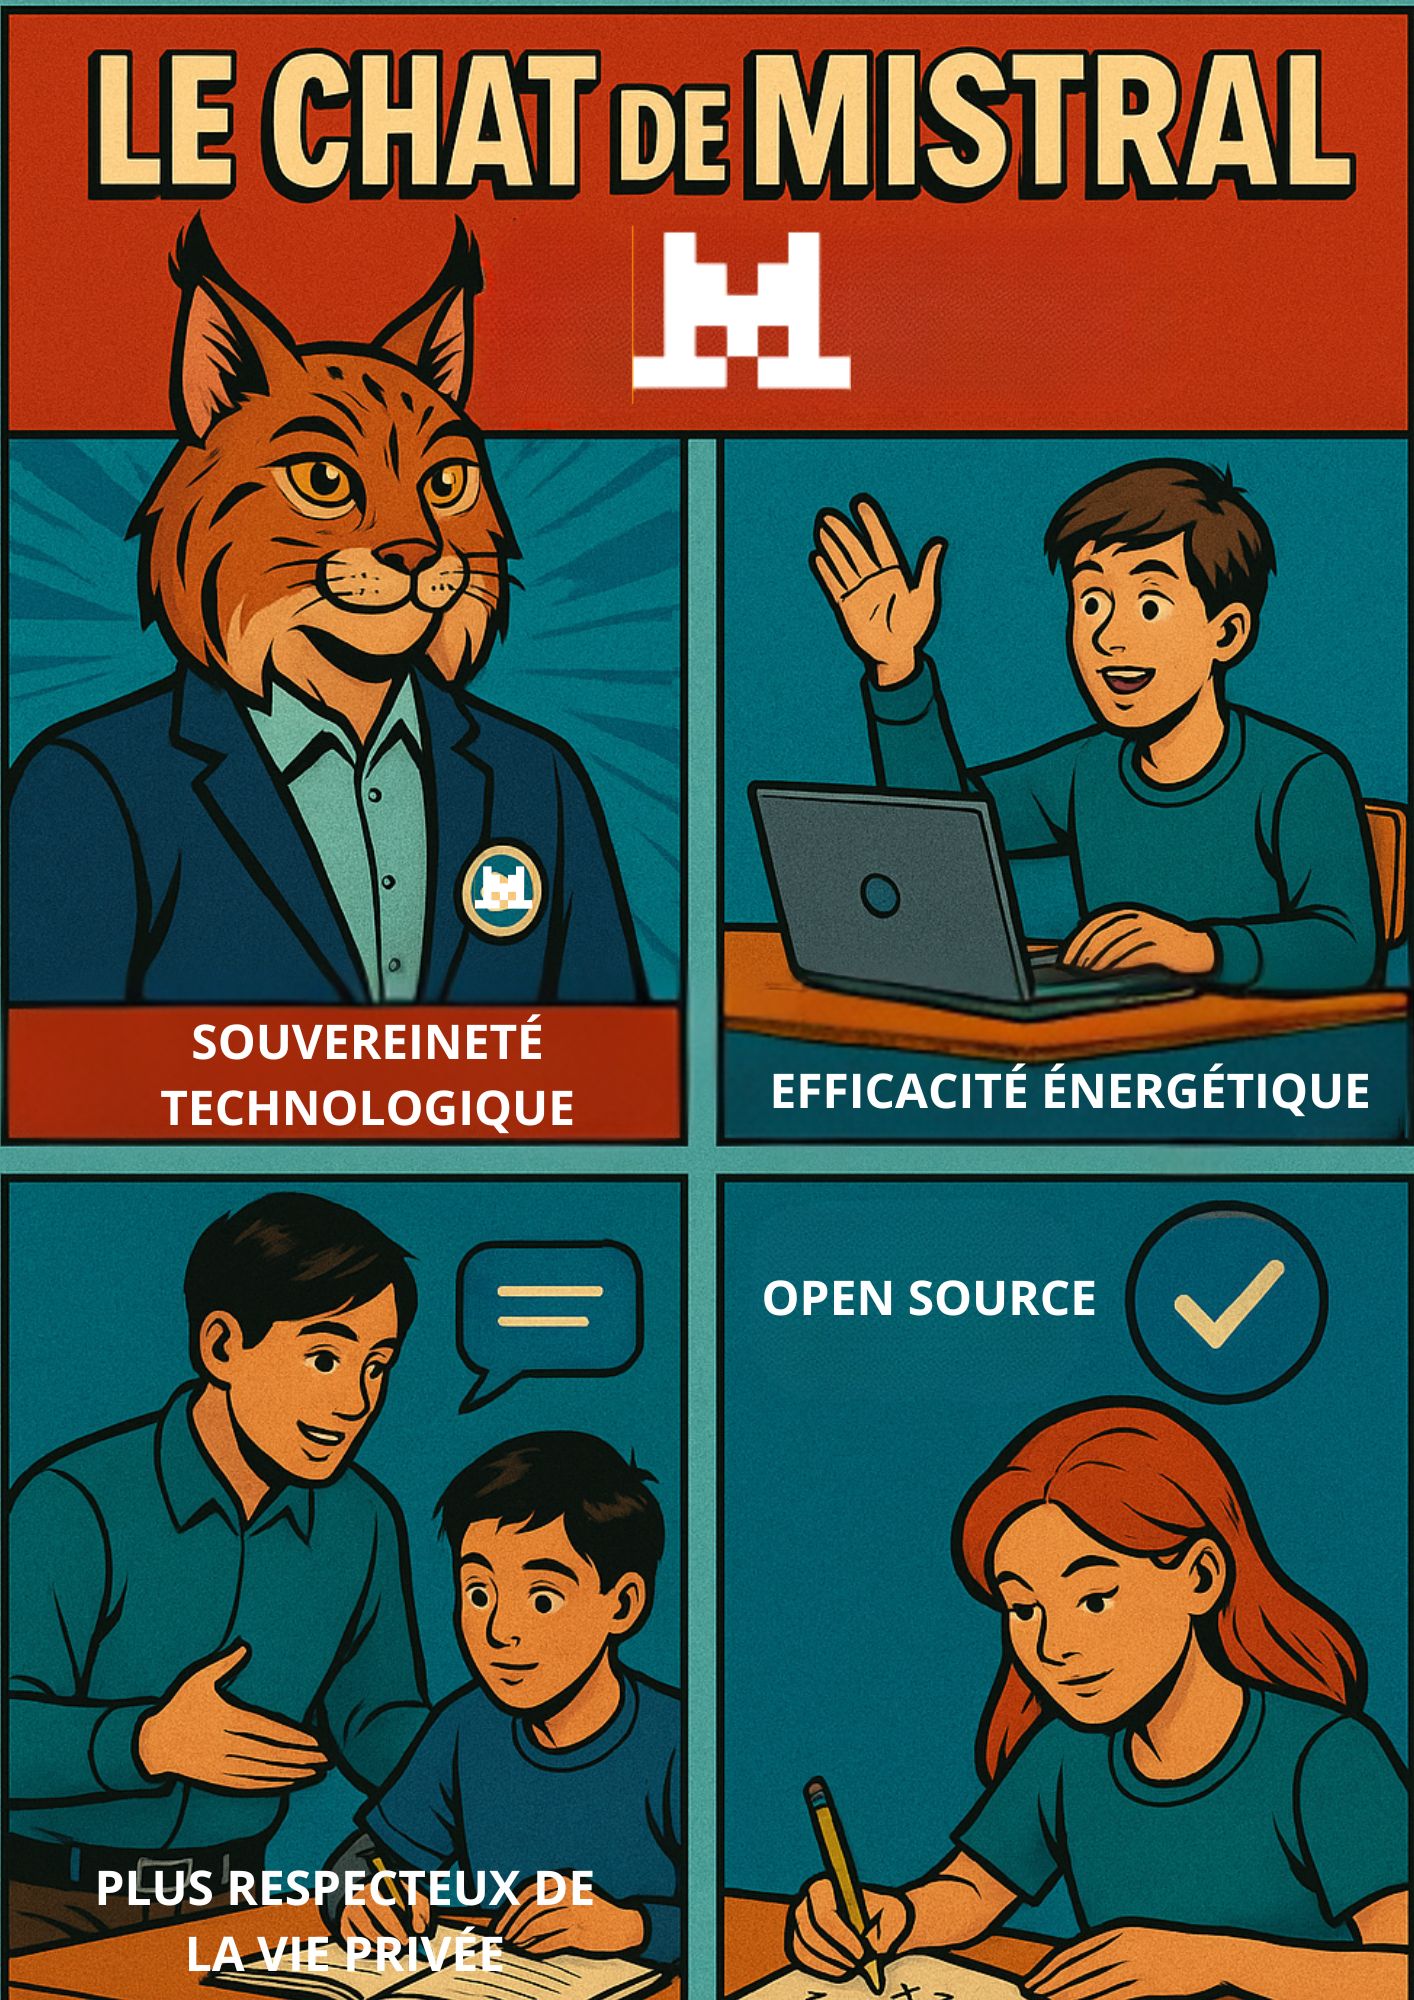 LE CHAT DE MISTRAL
SOUVEREINETÉ
TECHNOLOGIQUE
EFFICACITÉ ÉNERGÉTIQUE
OPEN SOURCE
PLUS RESPECTEUX DE
LA VIE PRIVÉE